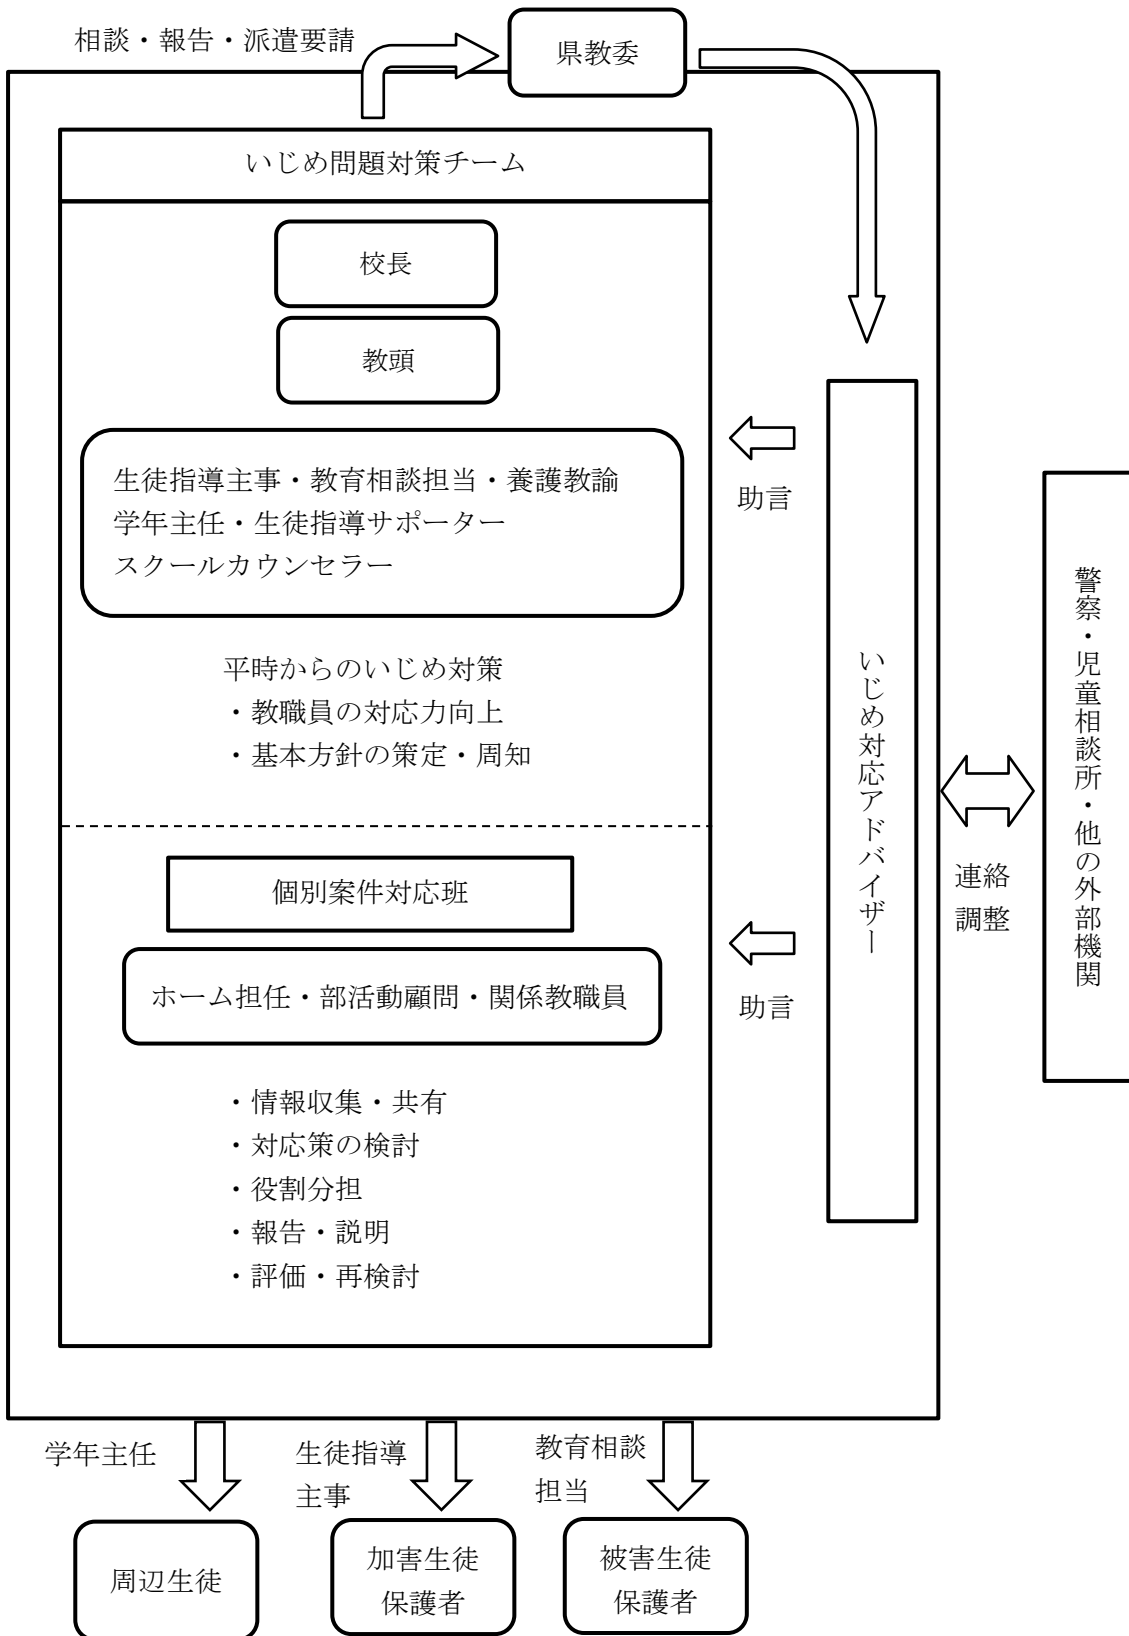 相談・報告・派遣要請
県教委
いじめ問題対策チーム
校長
教頭
生徒指導主事・教育相談担当・養護教諭
学年主任・生徒指導サポーター
スクールカウンセラー
助言
平時からのいじめ対策
・教職員の対応力向上
・基本方針の策定・周知
個別案件対応班
ホーム担任・部活動顧問・関係教職員
助言
・情報収集・共有
・対応策の検討
・役割分担
・報告・説明
・評価・再検討
いじめ対応アドバイザー
連絡
調整
警察・児童相談所・他の外部機関
学年主任
生徒指導
主事
教育相談
担当
周辺生徒
加害生徒
保護者
被害生徒
保護者